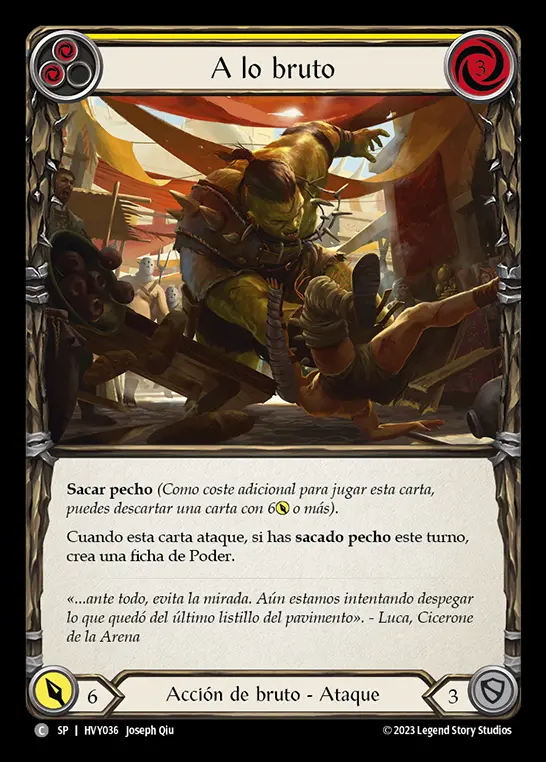 A lo bruto
3
Sacar pecho (Como coste adicional para jugar esta carta,
puedes descartar una carta con 6 o más).
Cuando esta carta ataque, si has sacado pecho este turno,
crea una ficha de Poder.
«...ante todo, evita la mirada. Aún estamos intentando despegar
lo que quedó del último listillo del pavimento». - Luca, Cicerone
de la Arena
6
Acción de bruto - Ataque
3
C SP | HVY036 Joseph Qiu
© 2023 Legend Story Studios